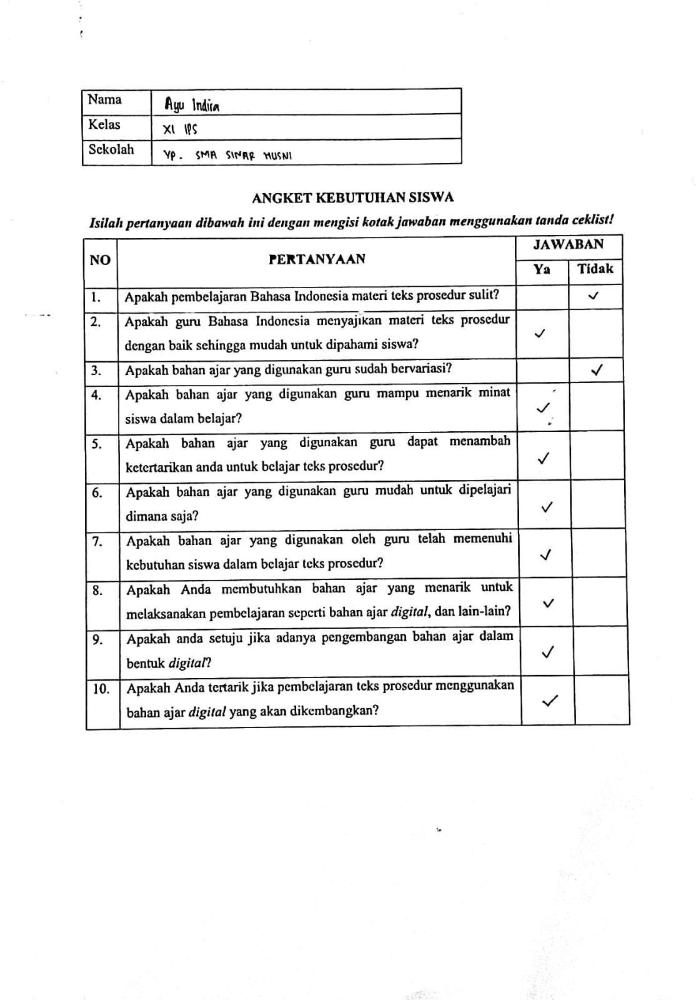 Nama Ayu Indira
Kelas XI IPS
Sekolah YP. SMA SINAR HUSNI
ANGKET KEBUTUHAN SISWA
Isilah pertanyaan dibawah ini dengan mengisi kotak jawaban menggunakan tanda ceklist!
NO PERTANYAAN JAWABAN
Ya Tidak
1. Apakah pembelajaran Bahasa Indonesia materi teks prosedur sulit? ✓
2. Apakah guru Bahasa Indonesia menyajikan materi teks prosedur
dengan baik sehingga mudah untuk dipahami siswa? ✓
3. Apakah bahan ajar yang digunakan guru sudah bervariasi? ✓
4. Apakah bahan ajar yang digunakan guru mampu menarik minat
siswa dalam belajar? ✓
5. Apakah bahan ajar yang digunakan guru dapat menambah
ketertarikan anda untuk belajar teks prosedur? ✓
6. Apakah bahan ajar yang digunakan guru mudah untuk dipelajari
dimana saja? ✓
7. Apakah bahan ajar yang digunakan oleh guru telah memenuhi
kebutuhan siswa dalam belajar teks prosedur? ✓
8. Apakah Anda membutuhkan bahan ajar yang menarik untuk
melaksanakan pembelajaran seperti bahan ajar digital, dan lain-lain? ✓
9. Apakah anda setuju jika adanya pengembangan bahan ajar dalam
bentuk digital? ✓
10. Apakah Anda tertarik jika pembelajaran teks prosedur menggunakan
bahan ajar digital yang akan dikembangkan? ✓